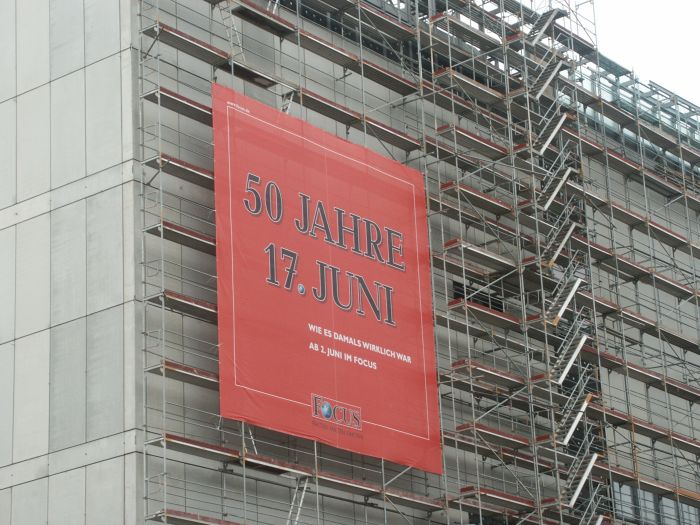 50 JAHRE
17. JUNI
WIE ES DAMALS WIRKLICH WAR
AB 2. JUNI IM FOCUS
FOCUS